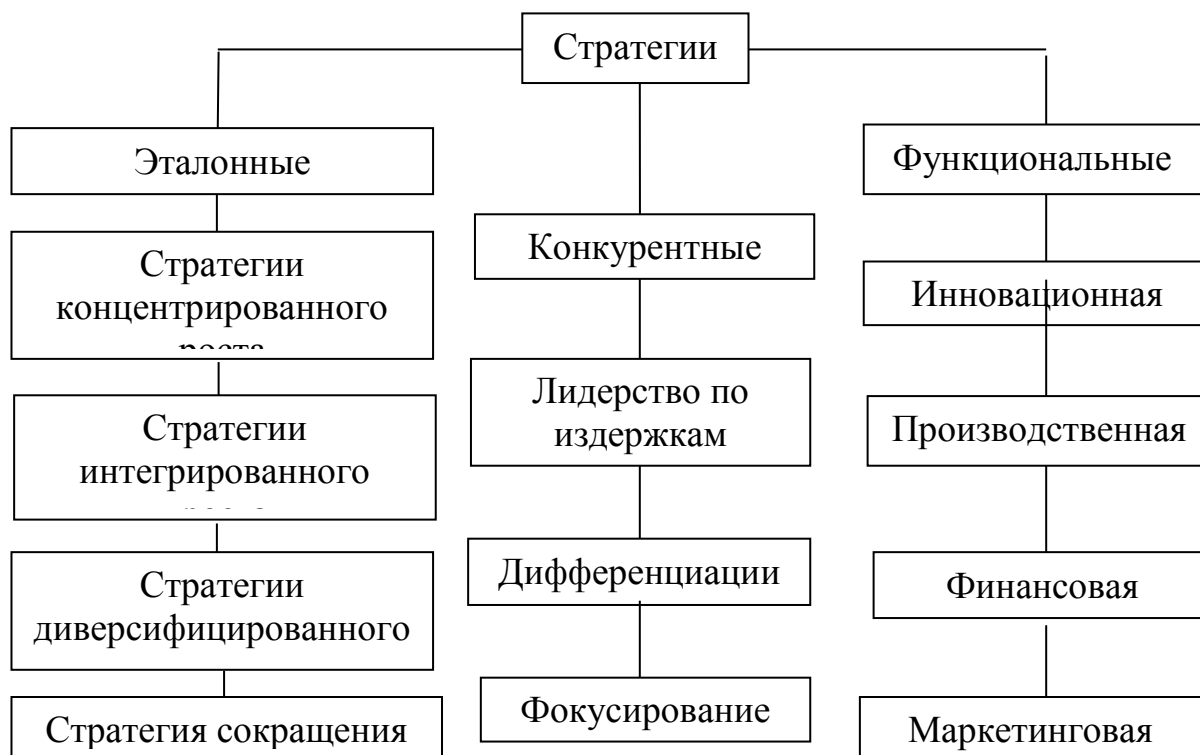 Стратегии
Эталонные
Стратегии
концентрированного
роста
Стратегии
интегрированного
Стратегии
диверсифицированного
Стратегия сокращения
Конкурентные
Лидерство по
издержкам
Дифференциации
Фокусирование
Функциональные
Инновационная
Производственная
Финансовая
Маркетинговая